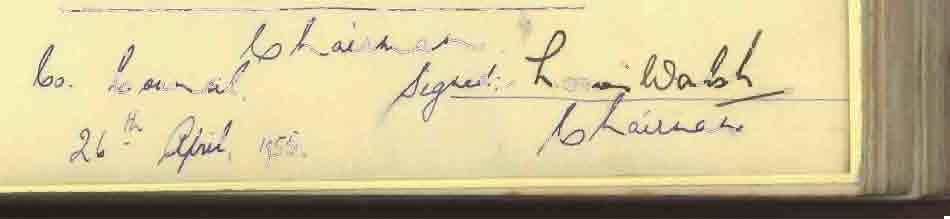 Chairman.
Co. Council. Signed: Louis Walsh
Chairman.
26th April, 1955.